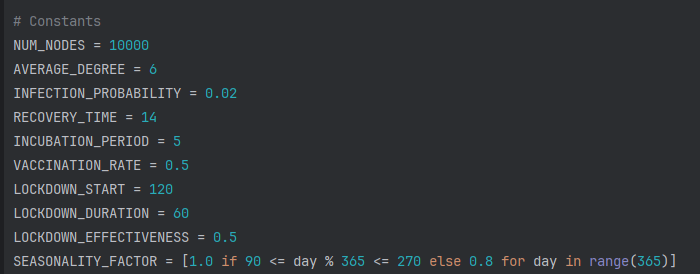 # Constants
NUM_NODES = 10000
AVERAGE_DEGREE = 6
INFECTION_PROBABILITY = 0.02
RECOVERY_TIME = 14
INCUBATION_PERIOD = 5
VACCINATION_RATE = 0.5
LOCKDOWN_START = 120
LOCKDOWN_DURATION = 60
LOCKDOWN_EFFECTIVENESS = 0.5
SEASONALITY_FACTOR = [1.0 if 90 <= day % 365 <= 270 else 0.8 for day in range(365)]